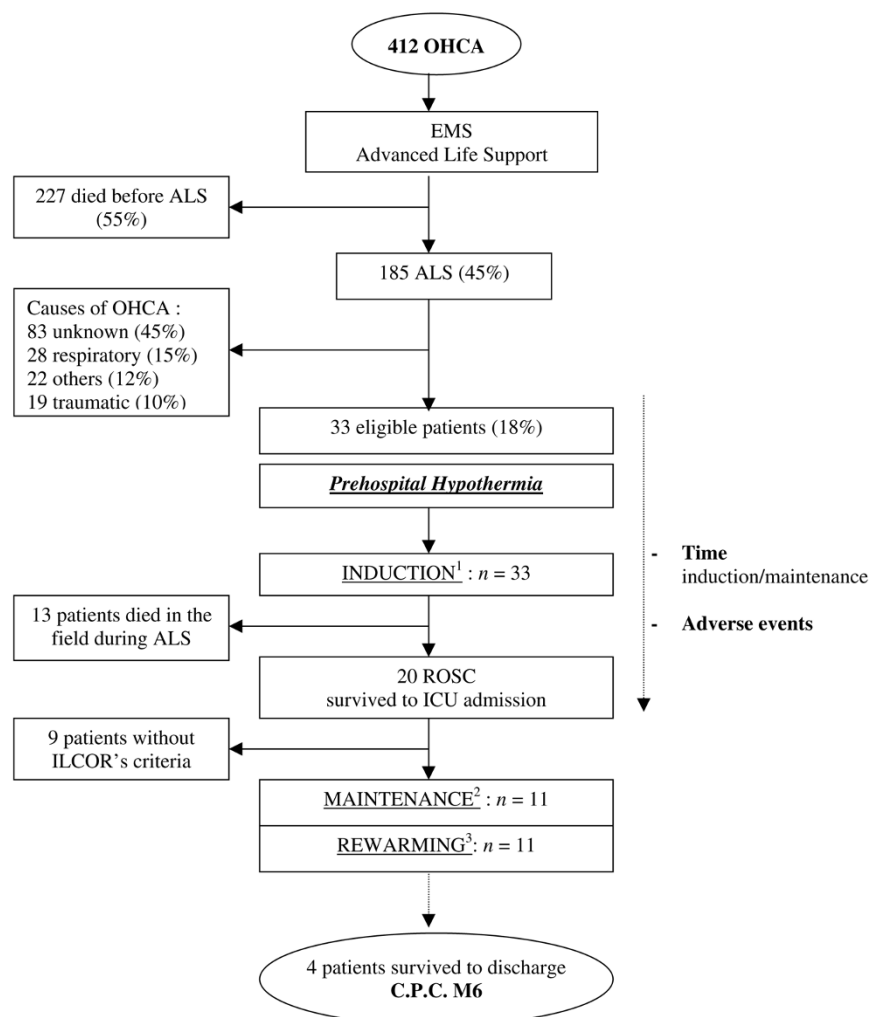 412 OHCA
EMS
Advanced Life Support
227 died before ALS
(55%)
185 ALS (45%)
Causes of OHCA :
83 unknown (45%)
28 respiratory (15%)
22 others (12%)
19 traumatic (10%)
33 eligible patients (18%)
Prehospital Hypothermia
INDUCTION¹ : n = 33
- Time
induction/maintenance
- Adverse events
13 patients died in the
field during ALS
20 ROSC
survived to ICU admission
9 patients without
ILCOR's criteria
MAINTENANCE² : n = 11
REWARMING³: n = 11
4 patients survived to discharge
C.P.C. M6